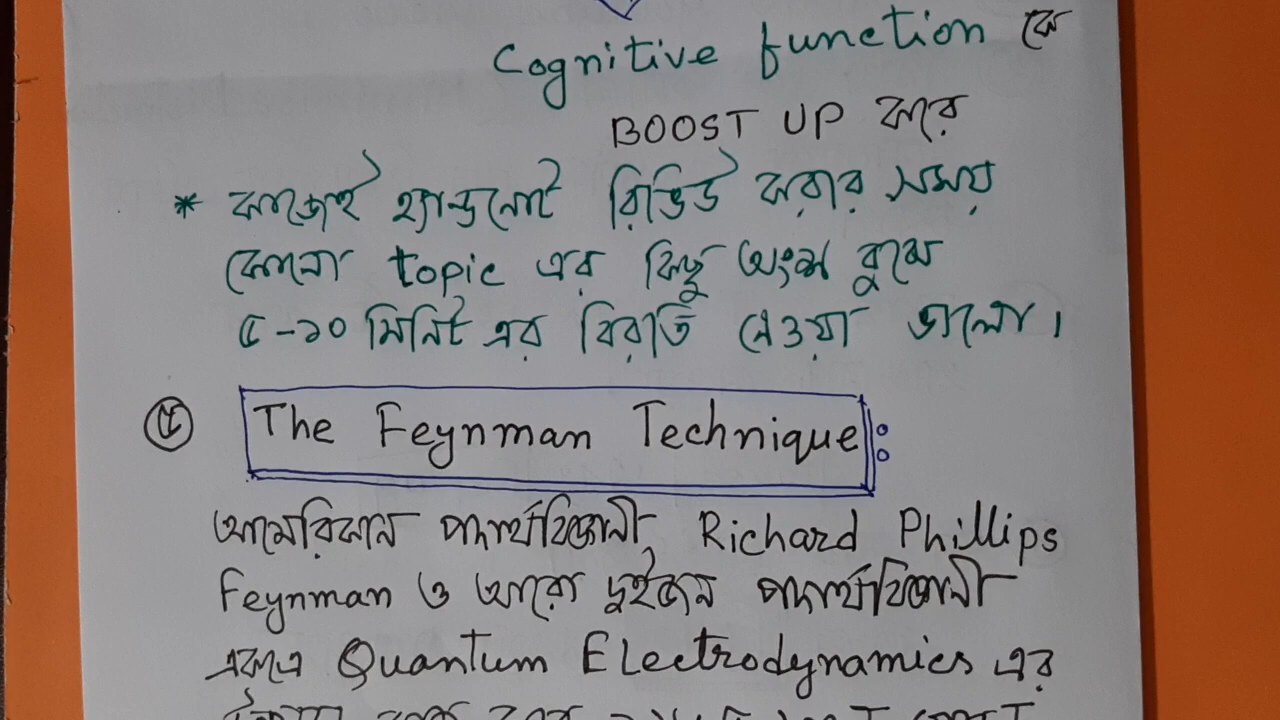 Cognitive function কে
BOOST UP করে
* কাজেই হ্যান্ডনোট রিভিউ করার সময়
কোনো topic এর কিছু অংশ বুঝে
৫-১০ মিনিট এর বিরতি নেওয়া ভালো।
৫ The Feynman Technique:
আমেরিকান পদার্থবিজ্ঞানী, Richard Phillips
Feynman ও আরো দুইজন পদার্থবিজ্ঞানী
একত্রে Quantum Electrodynamics এর